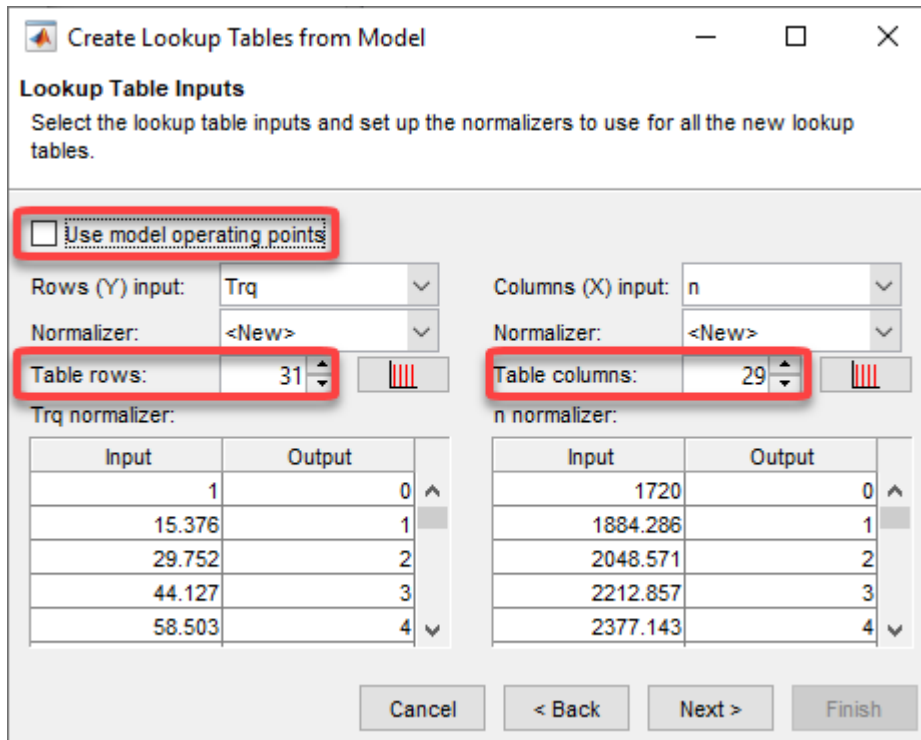 Create Lookup Tables from Model
Lookup Table Inputs
Select the lookup table inputs and set up the normalizers to use for all the new lookup
tables.
Use model operating points
Rows (Y) input: Trq Columns (X) input: n
Normalizer: <New> Normalizer: <New>
Table rows: 31 Table columns: 29
Trq normalizer: n normalizer:
Input Output Input Output
1 0 1720 0
15.376 1 1884.286 1
29.752 2 2048.571 2
44.127 3 2212.857 3
58.503 4 2377.143 4
Cancel < Back Next > Finish